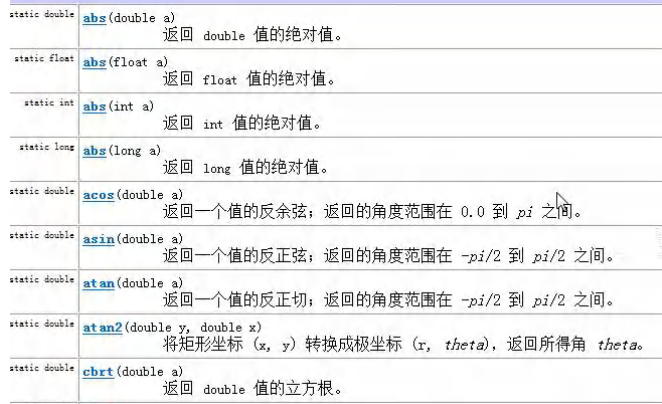 static double abs(double a)
返回 double 值的绝对值。
static float abs(float a)
返回 float 值的绝对值。
static int abs(int a)
返回 int 值的绝对值。
static long abs(long a)
返回 long 值的绝对值。
static double acos(double a)
返回一个值的反余弦；返回的角度范围在 0.0 到 pi 之间。
static double asin(double a)
返回一个值的反正弦；返回的角度范围在 -pi/2 到 pi/2 之间。
static double atan(double a)
返回一个值的反正切；返回的角度范围在 -pi/2 到 pi/2 之间。
static double atan2(double y, double x)
将矩形坐标 (x, y) 转换成极坐标 (r, theta)，返回所得角 theta。
static double cbrt(double a)
返回 double 值的立方根。